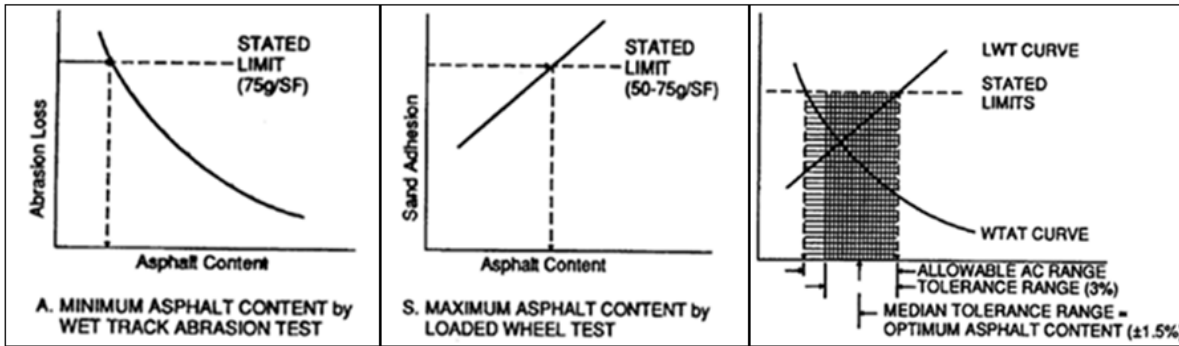 Abrasion Loss
STATED
LIMIT
(75g/SF)
Asphalt Content
A. MINIMUM ASPHALT CONTENT by
WET TRACK ABRASION TEST
Sand Adhesion
STATED
LIMIT
(50-75g/SF)
Asphalt Content
S. MAXIMUM ASPHALT CONTENT by
LOADED WHEEL TEST
LWT CURVE
STATED
LIMITS
WTAT CURVE
ALLOWABLE AC RANGE
TOLERANCE RANGE (3%)
MEDIAN TOLERANCE RANGE =
OPTIMUM ASPHALT CONTENT (±1.5%)